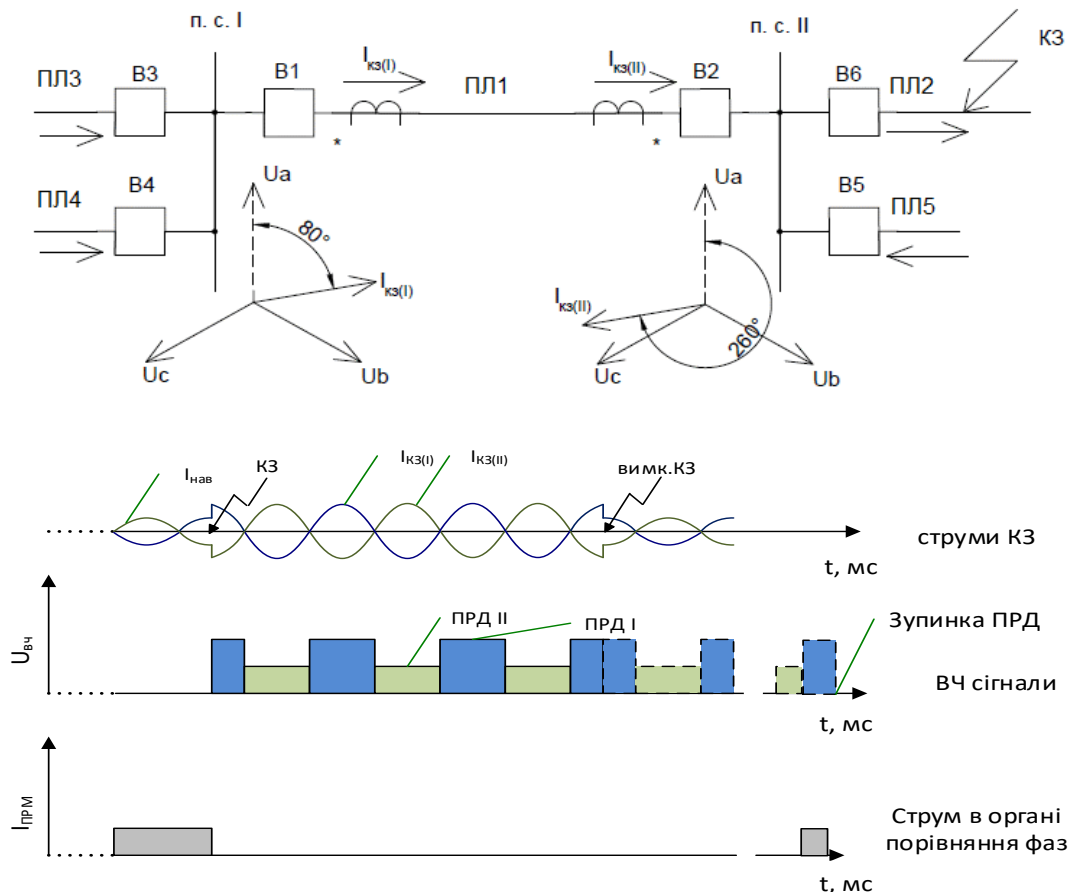 п. с. I
п. с. II
КЗ
ПЛ3
В3
В1
Iкз(I)
ПЛ1
Iкз(II)
В2
В6
ПЛ2
*
*
ПЛ4
В4
Ua
Ua
В5
ПЛ5
80°
Iкз(I)
Iкз(II)
260°
Uc
Ub
Uc
Ub
Iнав
КЗ
IКЗ(I)
IКЗ(II)
вимк.КЗ
струми КЗ
t, мс
UВЧ
ПРД II
ПРД I
Зупинка ПРД
ВЧ сігнали
t, мс
IПРМ
Струм в органі
порівняння фаз
t, мс